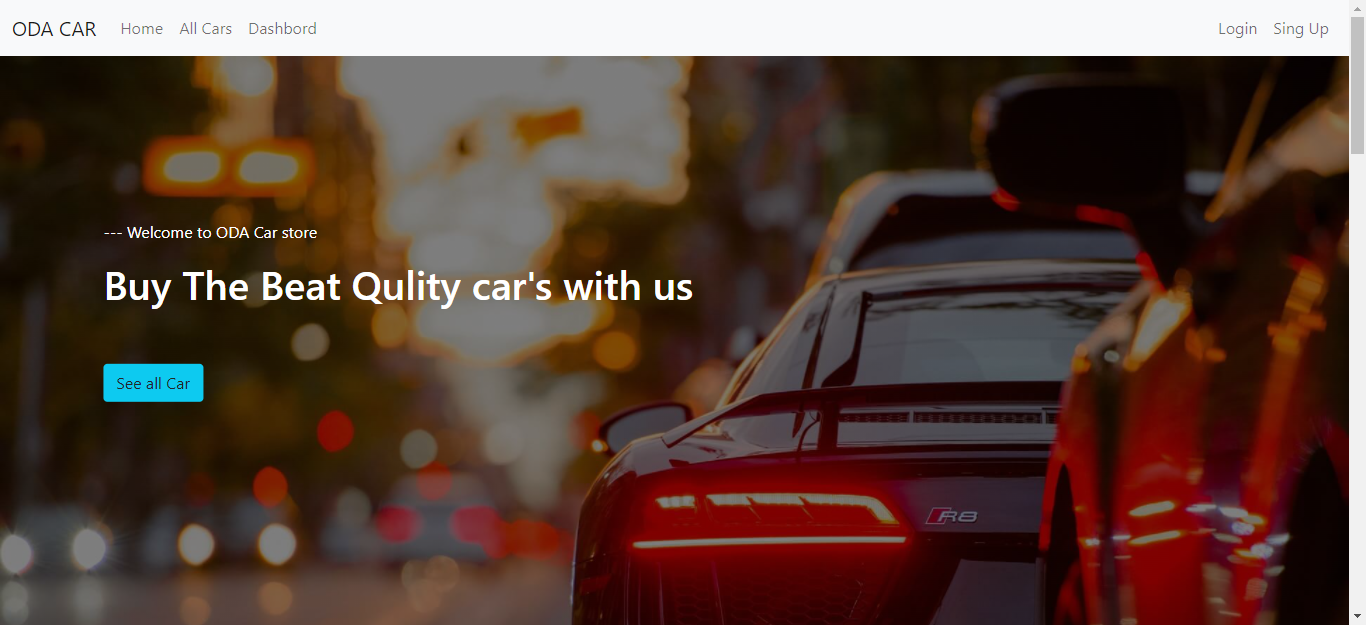 ODA CAR Home All Cars Dashbord Login Sing Up
--- Welcome to ODA Car store
Buy The Beat Qulity car's with us
See all Car
R8